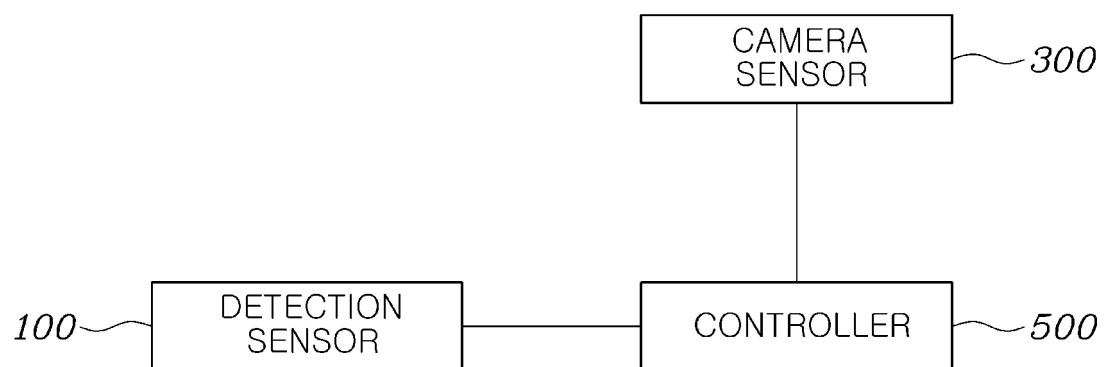 CAMERA
SENSOR
300
DETECTION
SENSOR
100
CONTROLLER
500